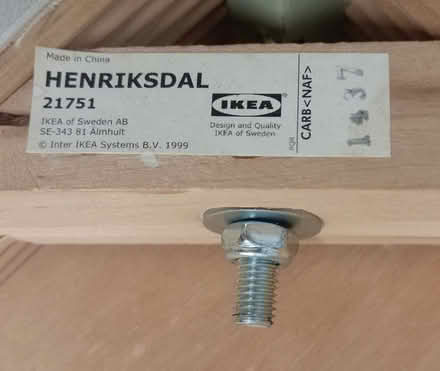 Made in China
HENRIKSDAL
21751
IKEA of Sweden AB
SE-343 81 Älmhult
© Inter IKEA Systems B.V. 1999
IKEA ®
Design and Quality
IKEA of Sweden
PQB
CARB<NAF>
1437